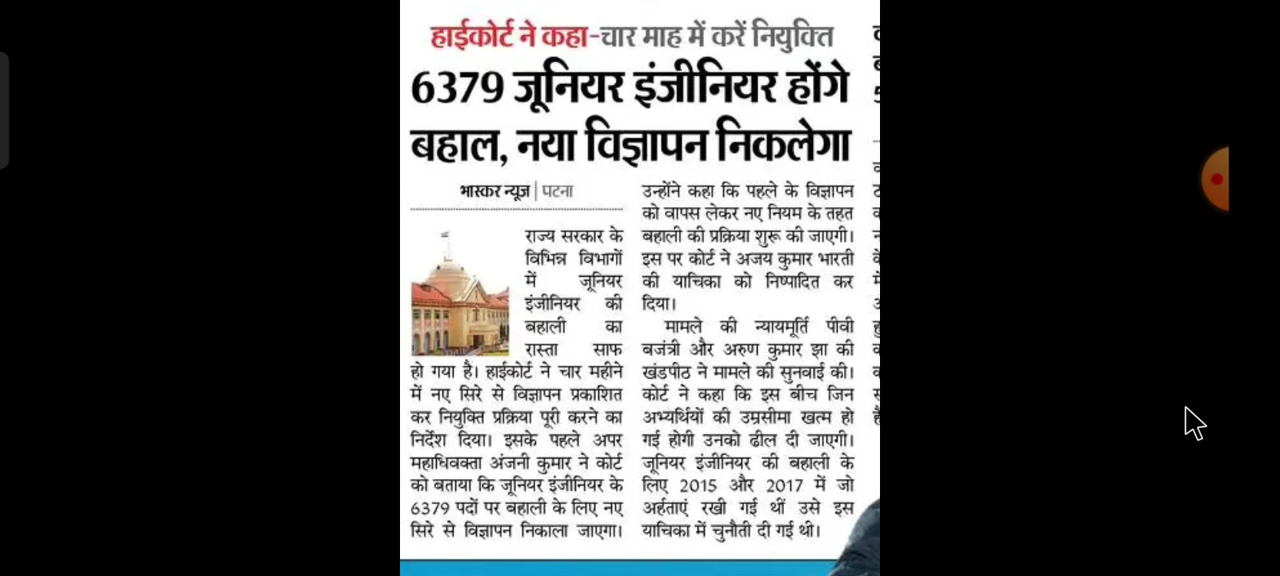 हाईकोर्ट ने कहा-चार माह में करें नियुक्ति
6379 जूनियर इंजीनियर होंगे
बहाल, नया विज्ञापन निकलेगा
भास्कर न्यूज़ | पटना
राज्य सरकार के
विभिन्न विभागों
में जूनियर
इंजीनियर की
बहाली का
रास्ता साफ
हो गया है। हाईकोर्ट ने चार महीने
में नए सिरे से विज्ञापन प्रकाशित
कर नियुक्ति प्रक्रिया पूरी करने का
निर्देश दिया। इसके पहले अपर
महाधिवक्ता अंजनी कुमार ने कोर्ट
को बताया कि जूनियर इंजीनियर के
6379 पदों पर बहाली के लिए नए
सिरे से विज्ञापन निकाला जाएगा।
उन्होंने कहा कि पहले के विज्ञापन
को वापस लेकर नए नियम के तहत
बहाली की प्रक्रिया शुरू की जाएगी।
इस पर कोर्ट ने अजय कुमार भारती
की याचिका को निष्पादित कर
दिया।
मामले की न्यायमूर्ति पीवी
बजंत्री और अरुण कुमार झा की
खंडपीठ ने मामले की सुनवाई की।
कोर्ट ने कहा कि इस बीच जिन
अभ्यर्थियों की उम्रसीमा खत्म हो
गई होगी उनको ढील दी जाएगी।
जूनियर इंजीनियर की बहाली के
लिए 2015 और 2017 में जो
अर्हताएं रखी गई थीं उसे इस
याचिका में चुनौती दी गई थी।